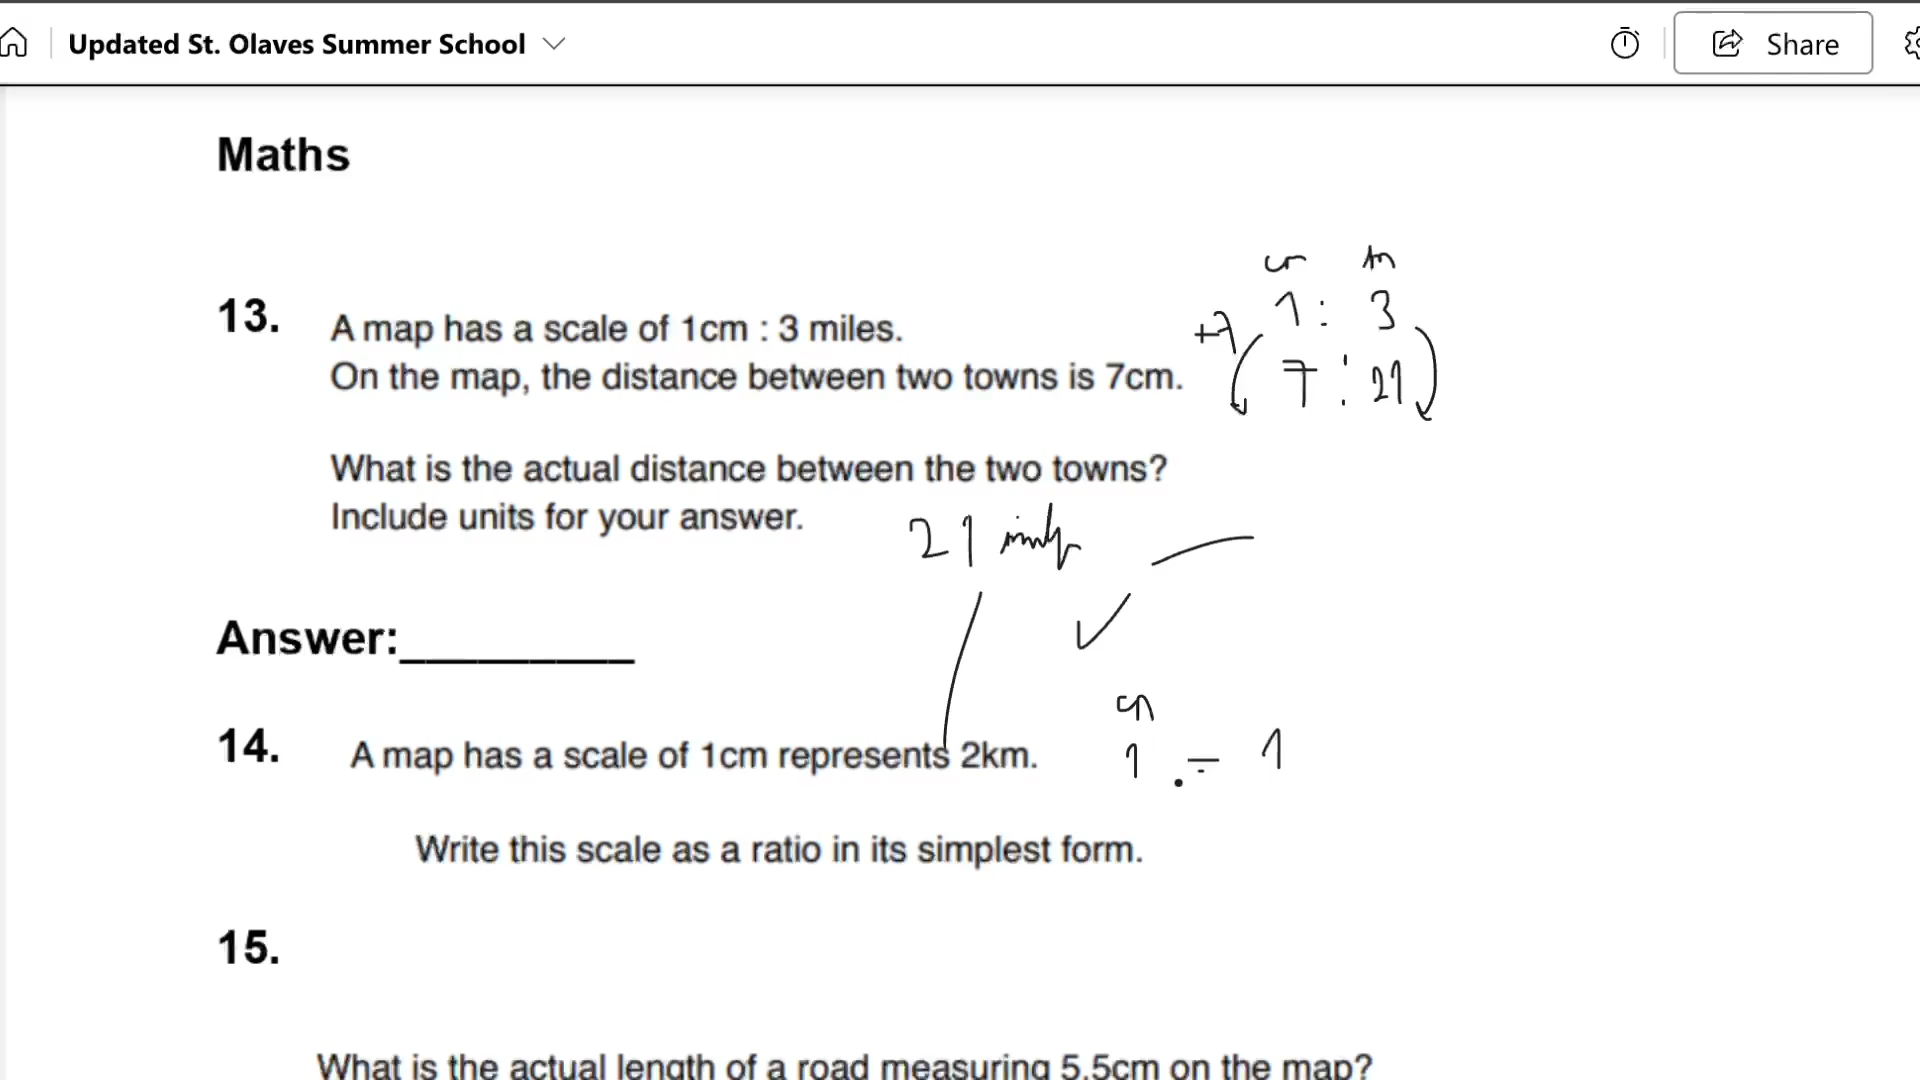 Updated St. Olaves Summer School
Share
Maths
13.
A map has a scale of 1cm : 3 miles.
On the map, the distance between two towns is 7cm.
1 : 3
7 : 21
What is the actual distance between the two towns?
Include units for your answer.
21
Answer:_________
14.
A map has a scale of 1cm represents 2km.
cm
1
1
Write this scale as a ratio in its simplest form.
15.
What is the actual length of a road measuring 5.5cm on the map?